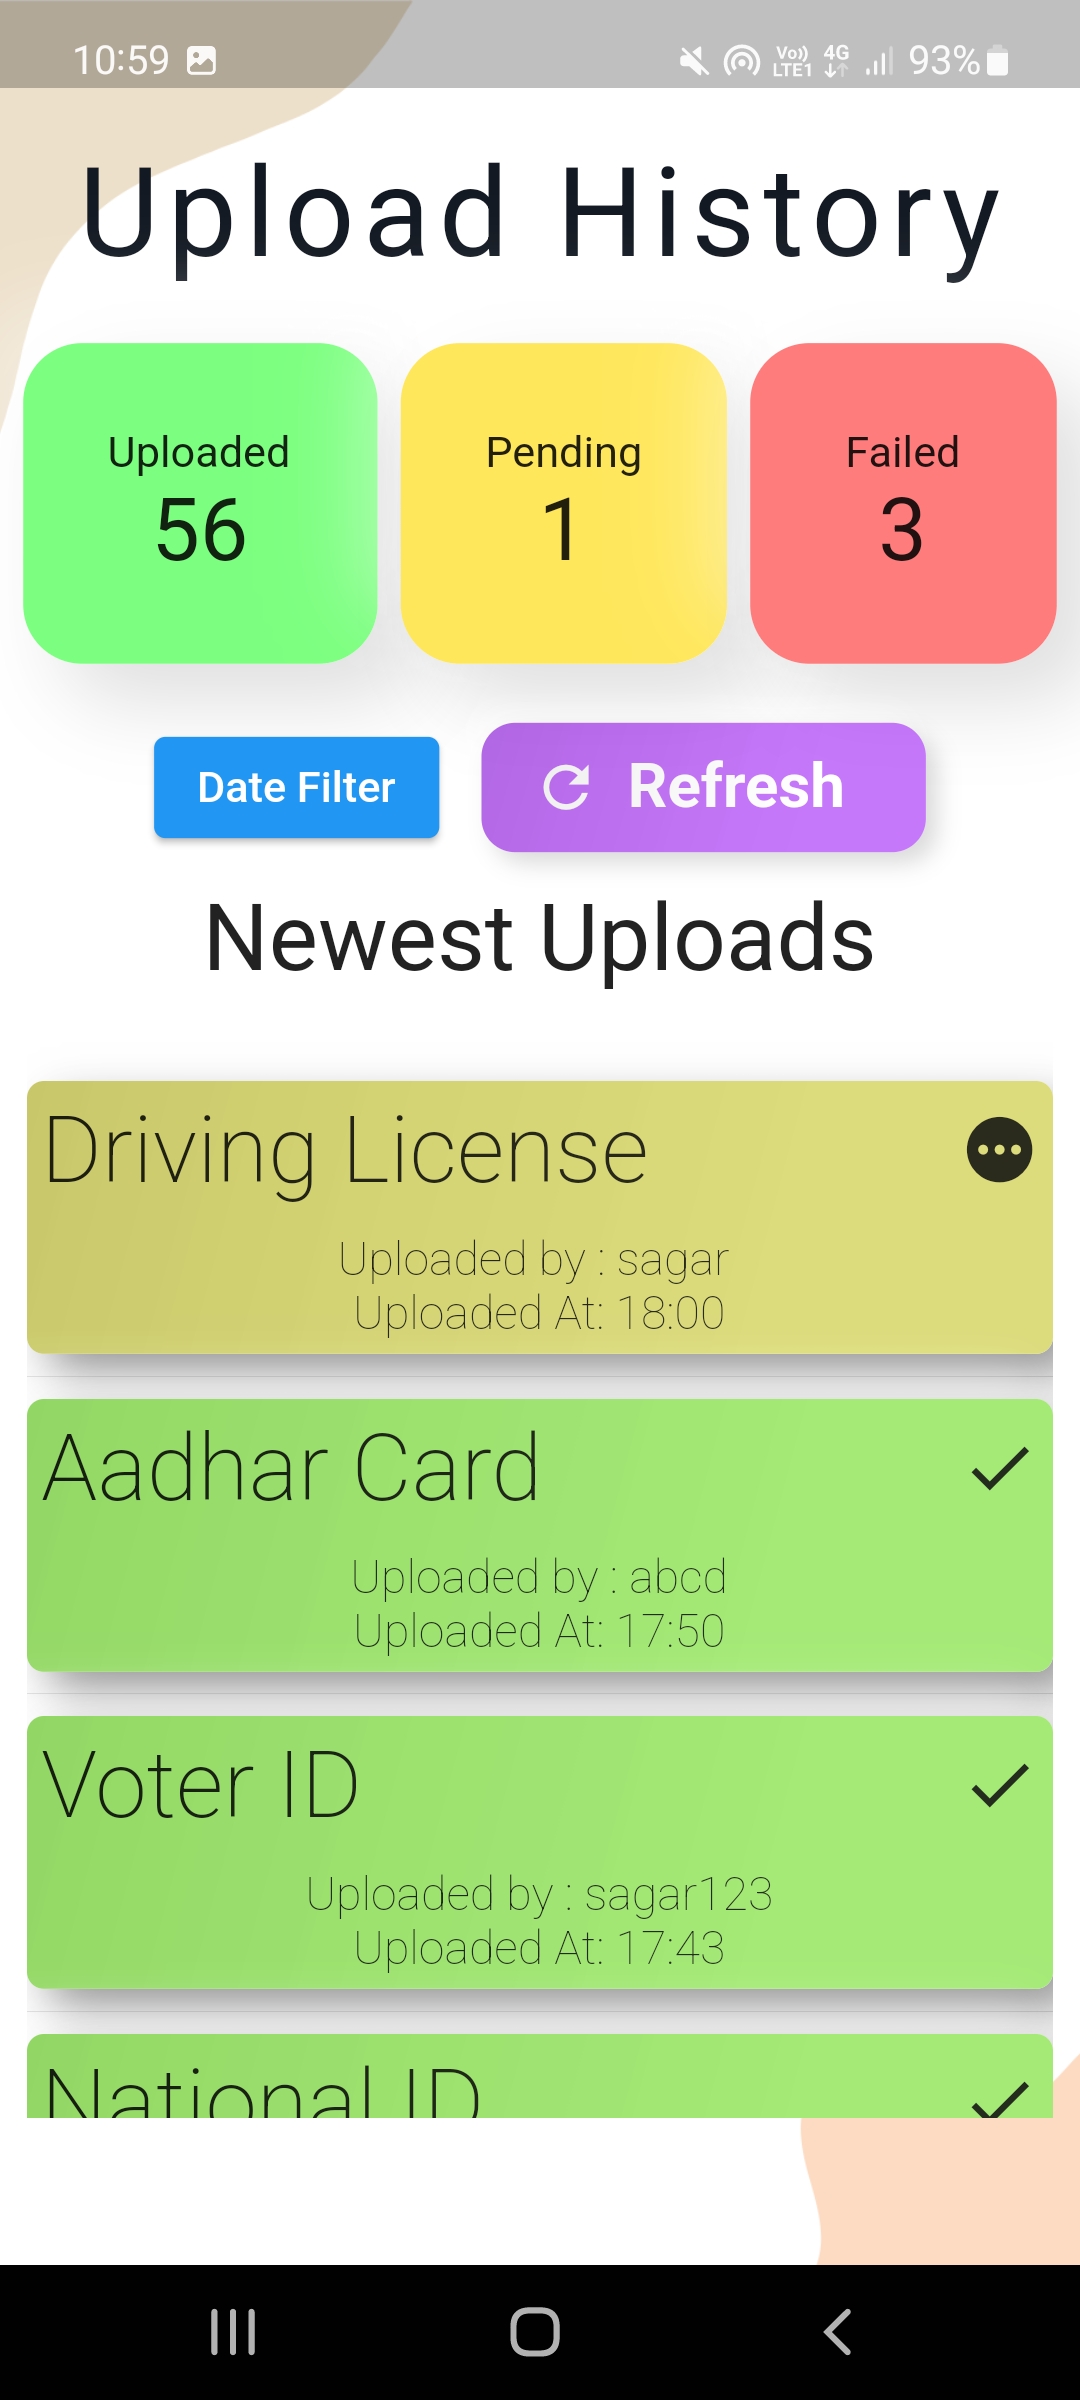 10:59
Vo)) LTE1 4G 93%
Upload History
Uploaded
56
Pending
1
Failed
3
Date Filter
Refresh
Newest Uploads
Driving License
Uploaded by : sagar
Uploaded At: 18:00
Aadhar Card
Uploaded by : abcd
Uploaded At: 17:50
Voter ID
Uploaded by : sagar123
Uploaded At: 17:43
National ID